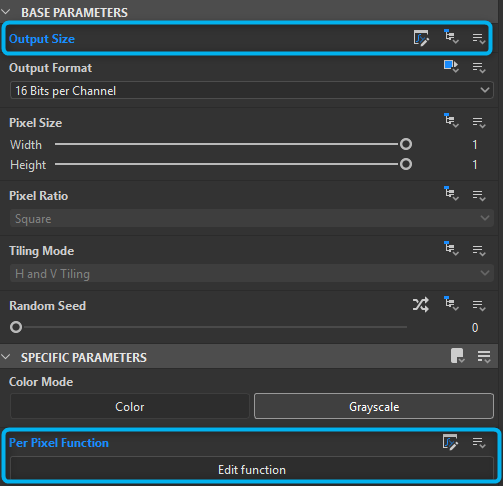 BASE PARAMETERS
Output Size
Output Format
16 Bits per Channel
Pixel Size
Width 1
Height 1
Pixel Ratio
Square
Tiling Mode
H and V Tiling
Random Seed
0
SPECIFIC PARAMETERS
Color Mode
Color Grayscale
Per Pixel Function
Edit function